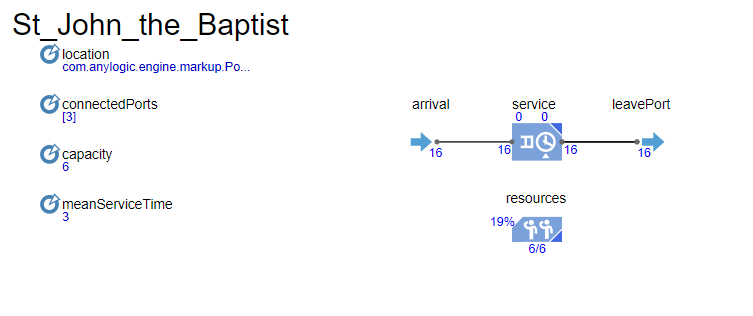 St_John_the_Baptist
location
com.anylogic.engine.markup.Po...
connectedPorts
[3]
capacity
6
meanServiceTime
3
arrival
service
leavePort
0 0
16
16
16
16
resources
19%
6/6